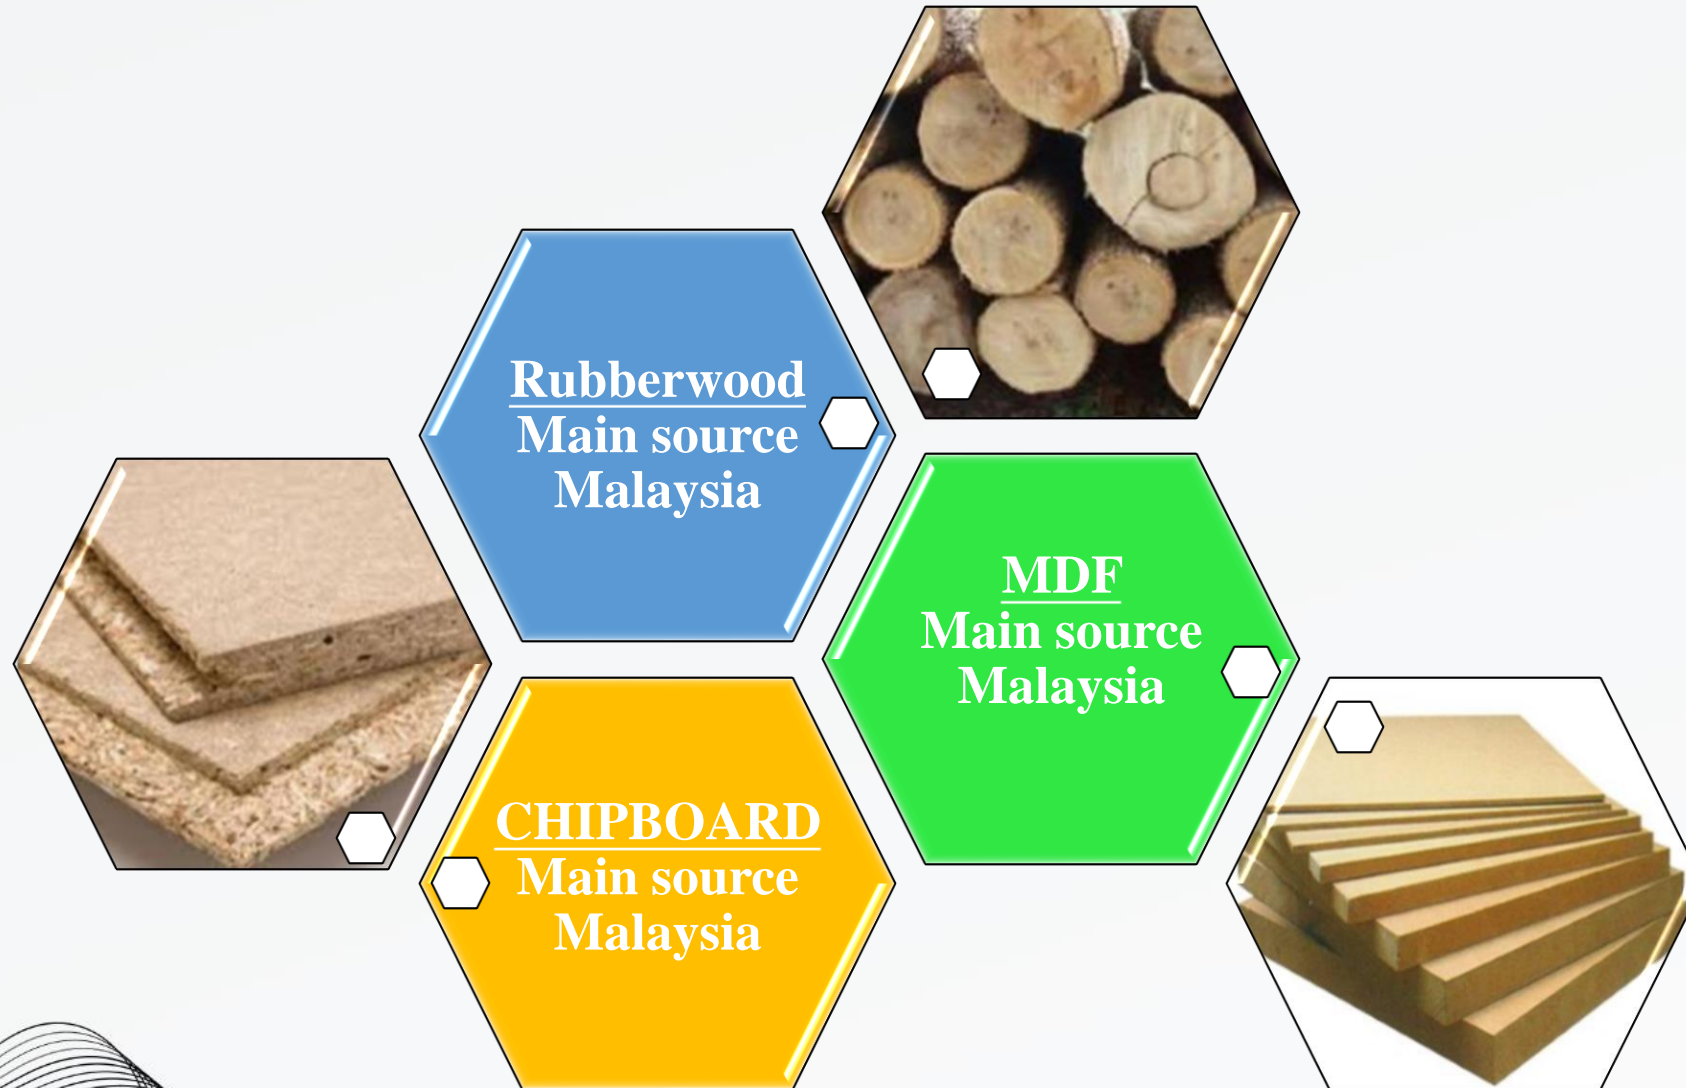 Rubberwood
Main source
Malaysia
MDF
Main source
Malaysia
CHIPBOARD
Main source
Malaysia